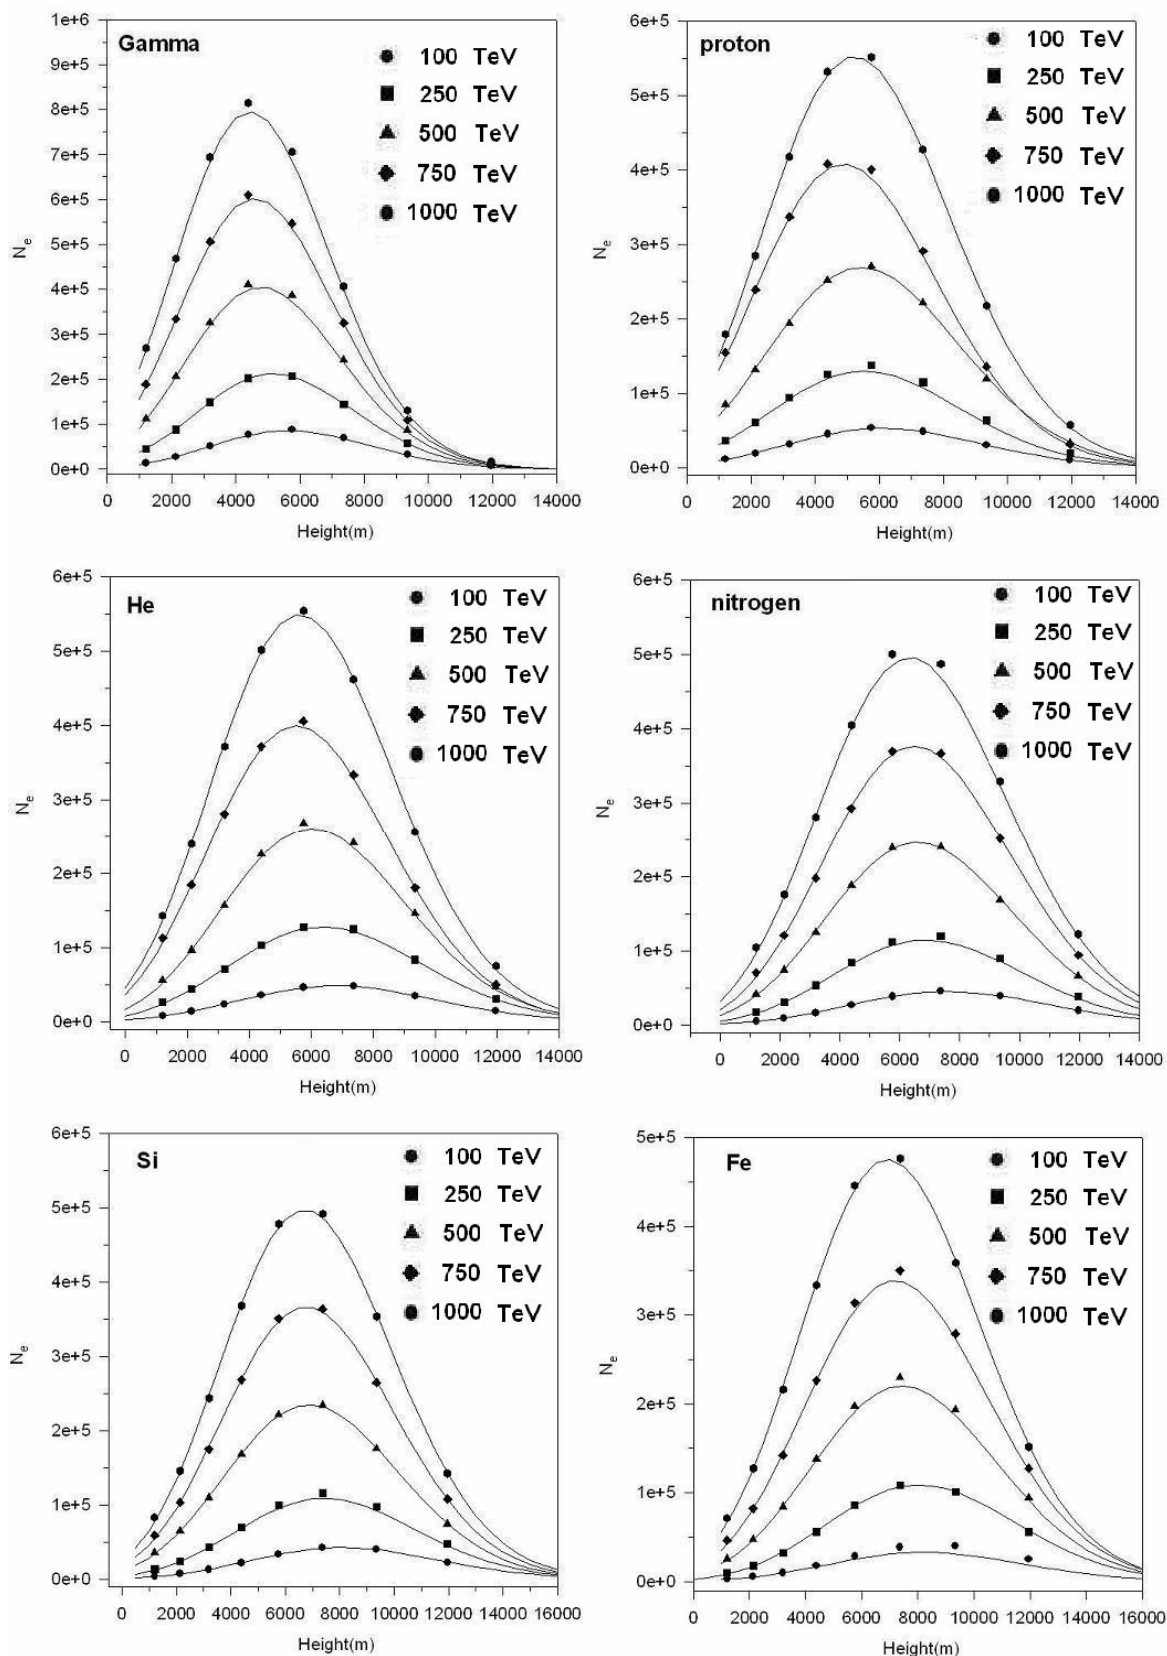 Gamma
100 TeV
250 TeV
500 TeV
750 TeV
1000 TeV
1e+6
9e+5
8e+5
7e+5
6e+5
5e+5
4e+5
3e+5
2e+5
1e+5
0e+0
Ne
0 2000 4000 6000 8000 10000 12000 14000
Height(m)
proton
100 TeV
250 TeV
500 TeV
750 TeV
1000 TeV
6e+5
5e+5
4e+5
3e+5
2e+5
1e+5
0e+0
Ne
0 2000 4000 6000 8000 10000 12000 14000
Height(m)
He
100 TeV
250 TeV
500 TeV
750 TeV
1000 TeV
6e+5
5e+5
4e+5
3e+5
2e+5
1e+5
0e+0
Ne
0 2000 4000 6000 8000 10000 12000 14000
Height(m)
nitrogen
100 TeV
250 TeV
500 TeV
750 TeV
1000 TeV
6e+5
5e+5
4e+5
3e+5
2e+5
1e+5
0e+0
Ne
0 2000 4000 6000 8000 10000 12000 14000
Height(m)
Si
100 TeV
250 TeV
500 TeV
750 TeV
1000 TeV
6e+5
5e+5
4e+5
3e+5
2e+5
1e+5
0e+0
Ne
0 2000 4000 6000 8000 10000 12000 14000 16000
Height(m)
Fe
100 TeV
250 TeV
500 TeV
750 TeV
1000 TeV
5e+5
4e+5
3e+5
2e+5
1e+5
0e+0
Ne
0 2000 4000 6000 8000 10000 12000 14000 16000
Height(m)